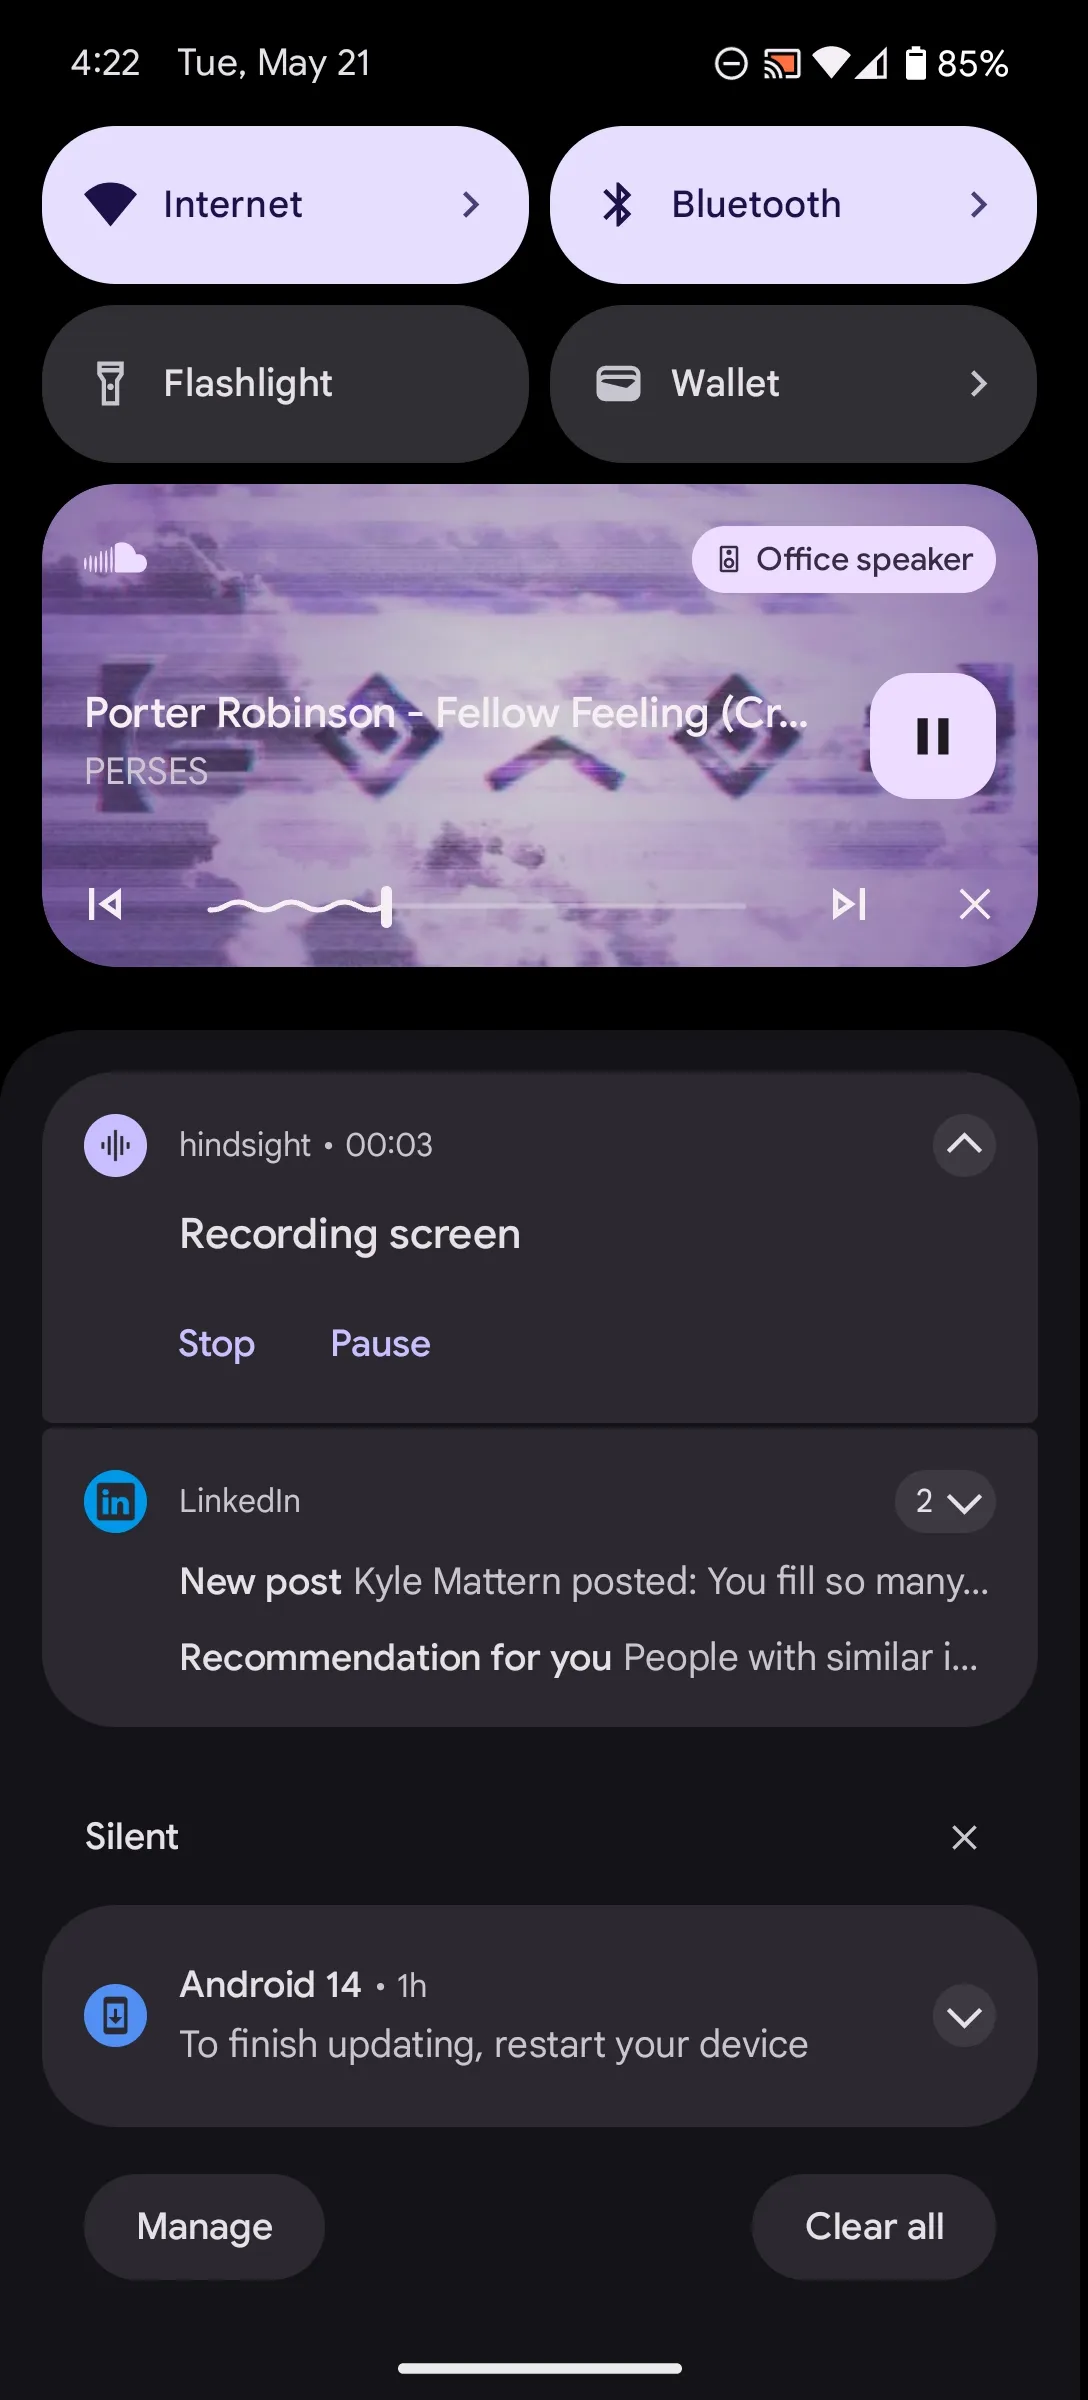 4:22 Tue, May 21 85%
Internet
Bluetooth
Flashlight
Wallet
Office speaker
Porter Robinson - Fellow Feeling (Cr...
PERSES
hindsight • 00:03
Recording screen
Stop Pause
LinkedIn 2
New post Kyle Mattern posted: You fill so many...
Recommendation for you People with similar i...
Silent
Android 14 • 1h
To finish updating, restart your device
Manage Clear all